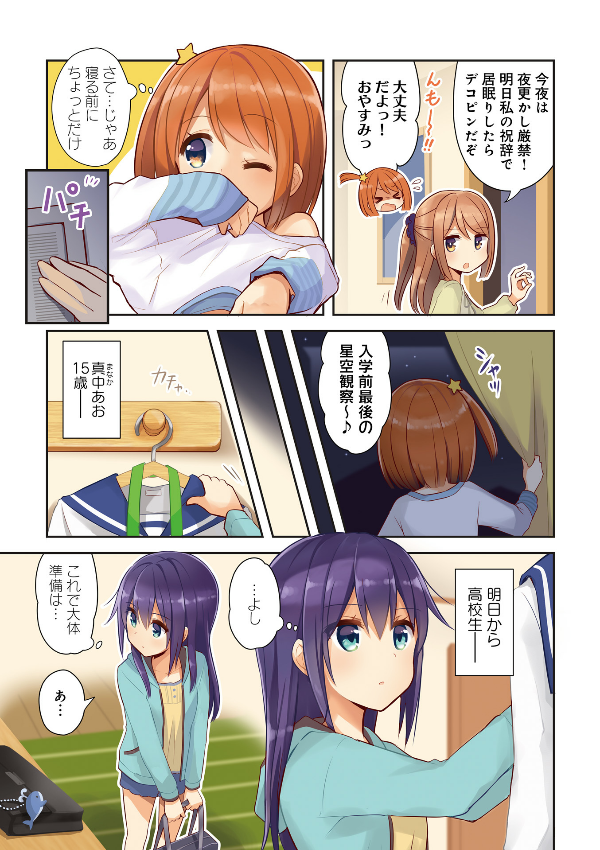 今夜は
夜更かし厳禁！
明日私の祝辞で
居眠りしたら
デコピンだぞ
んも～～!!
大丈夫
だよっ！
おやすみっ
さて…じゃあ
寝る前に
ちょっとだけ
パチ
シャッ
入学前最後の
星空観察～♪
カチャ
真中あお
まなか
15歳――
明日から
高校生――
…よし
これで大体
準備は…
あ…